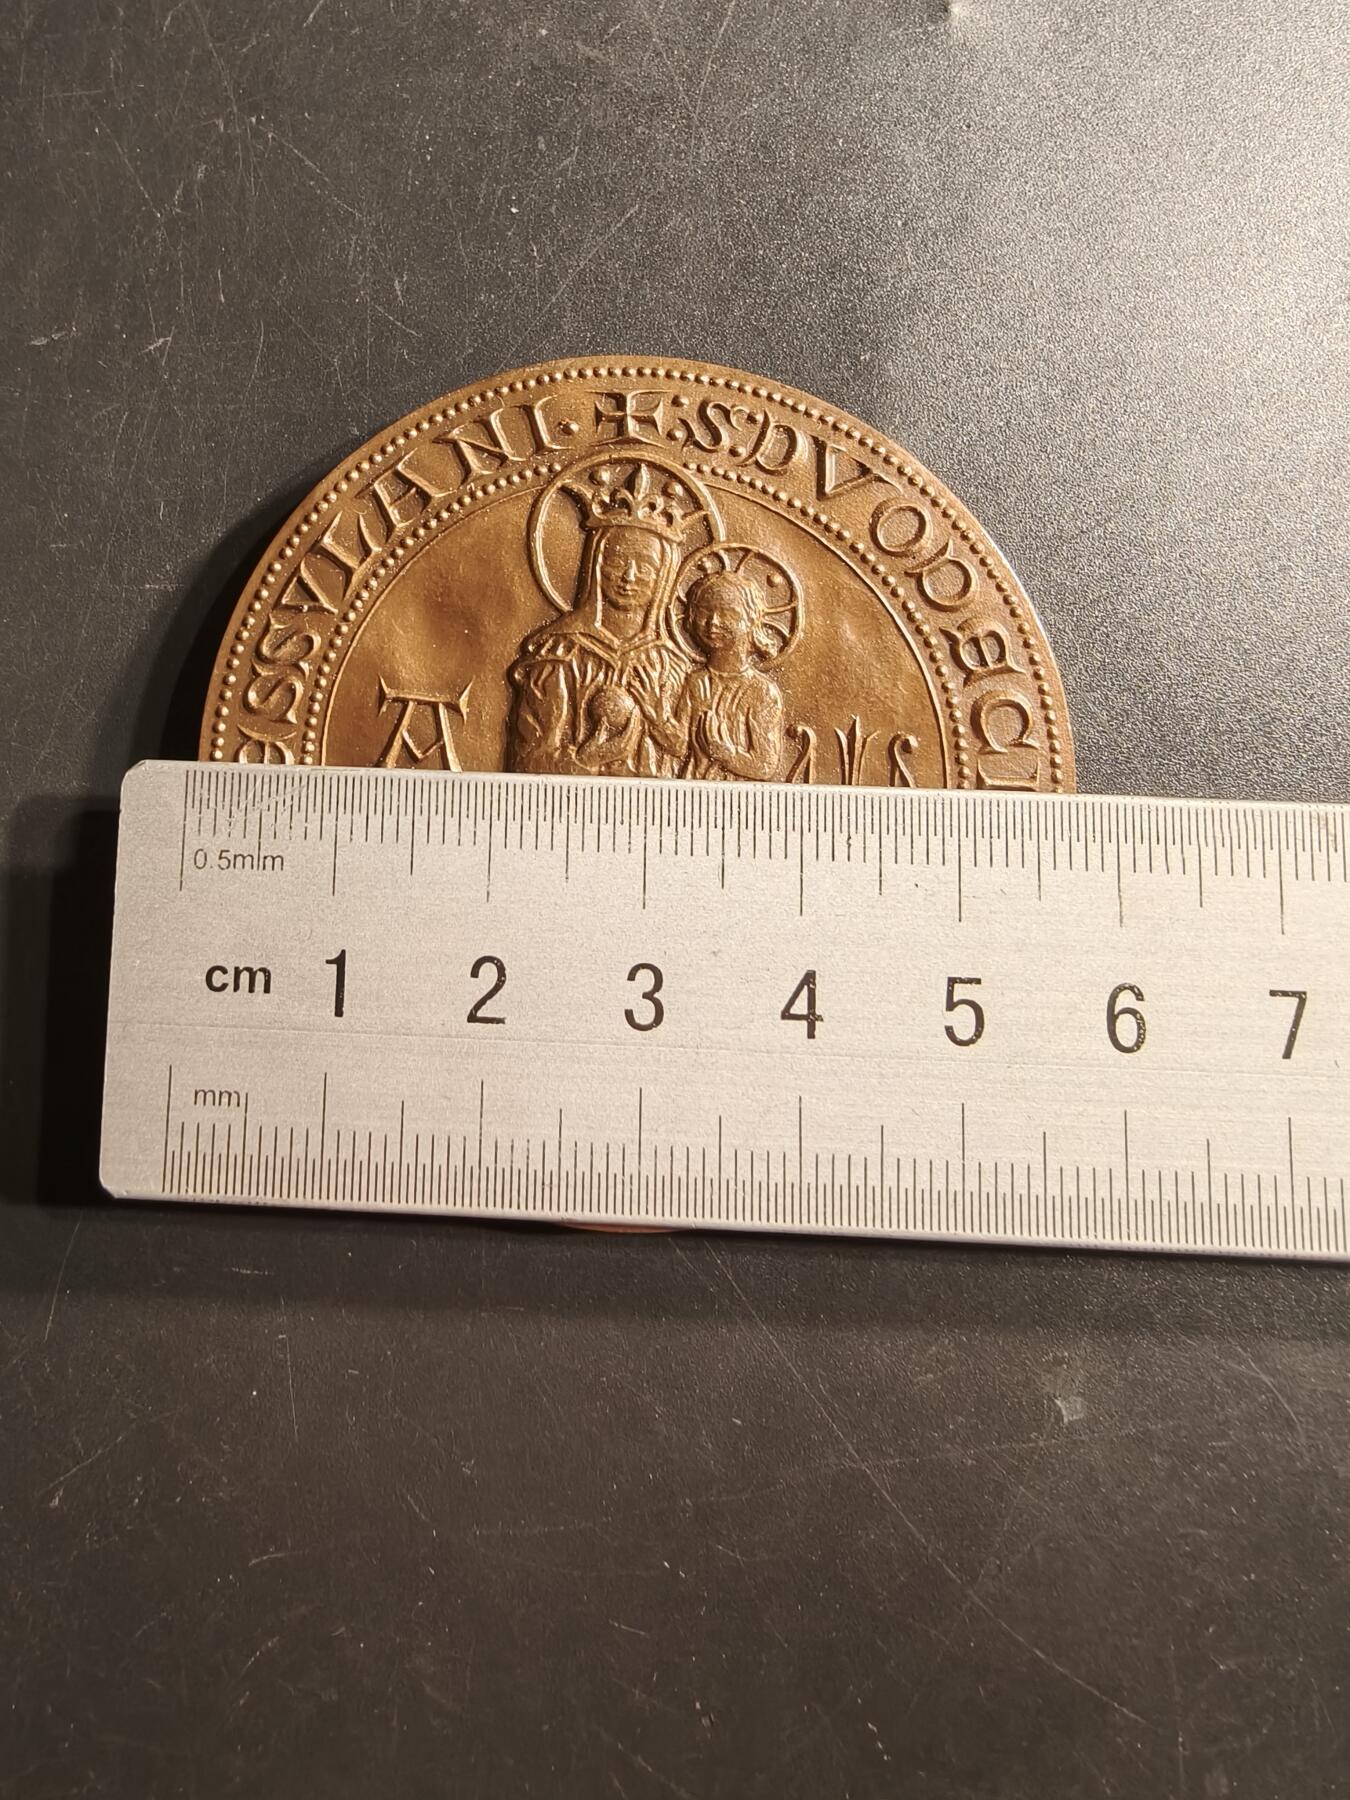 ESSVLANI · ✠ : S : DVODECI
A M
0.5mm
cm 1 2 3 4 5 6 7
mm